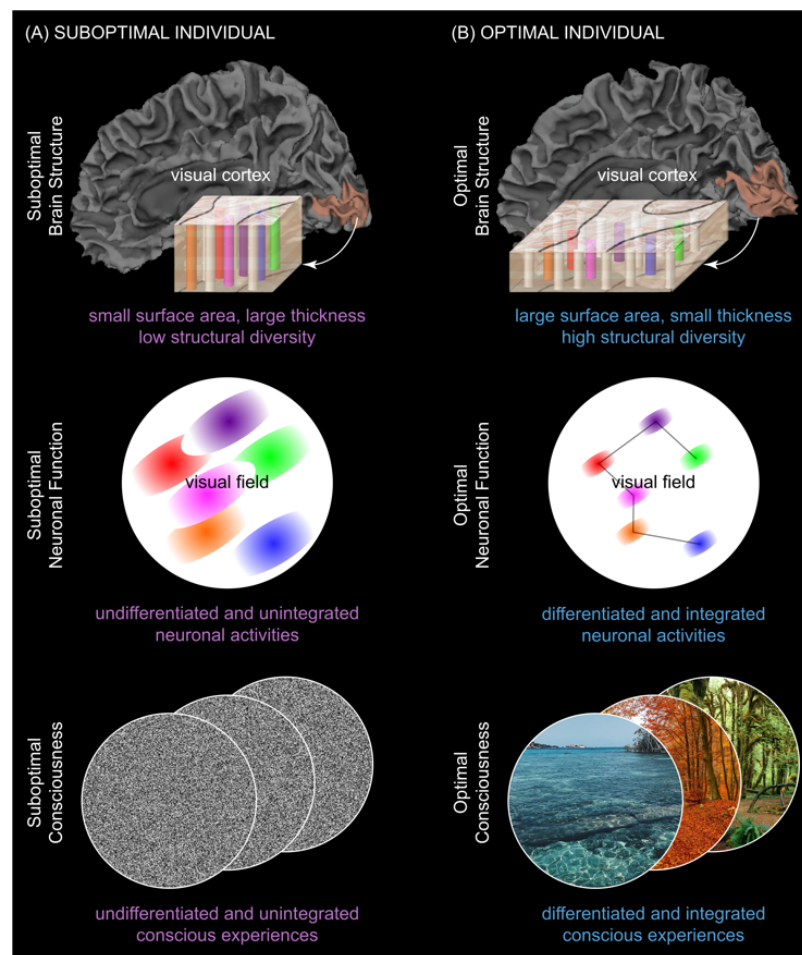 (A) SUBOPTIMAL INDIVIDUAL
(B) OPTIMAL INDIVIDUAL
Suboptimal
Brain Structure
visual cortex
small surface area, large thickness
low structural diversity
Optimal
Brain Structure
visual cortex
large surface area, small thickness
high structural diversity
Suboptimal
Neuronal Function
visual field
undifferentiated and unintegrated
neuronal activities
Optimal
Neuronal Function
visual field
differentiated and integrated
neuronal activities
Suboptimal
Consciousness
undifferentiated and unintegrated
conscious experiences
Optimal
Consciousness
differentiated and integrated
conscious experiences